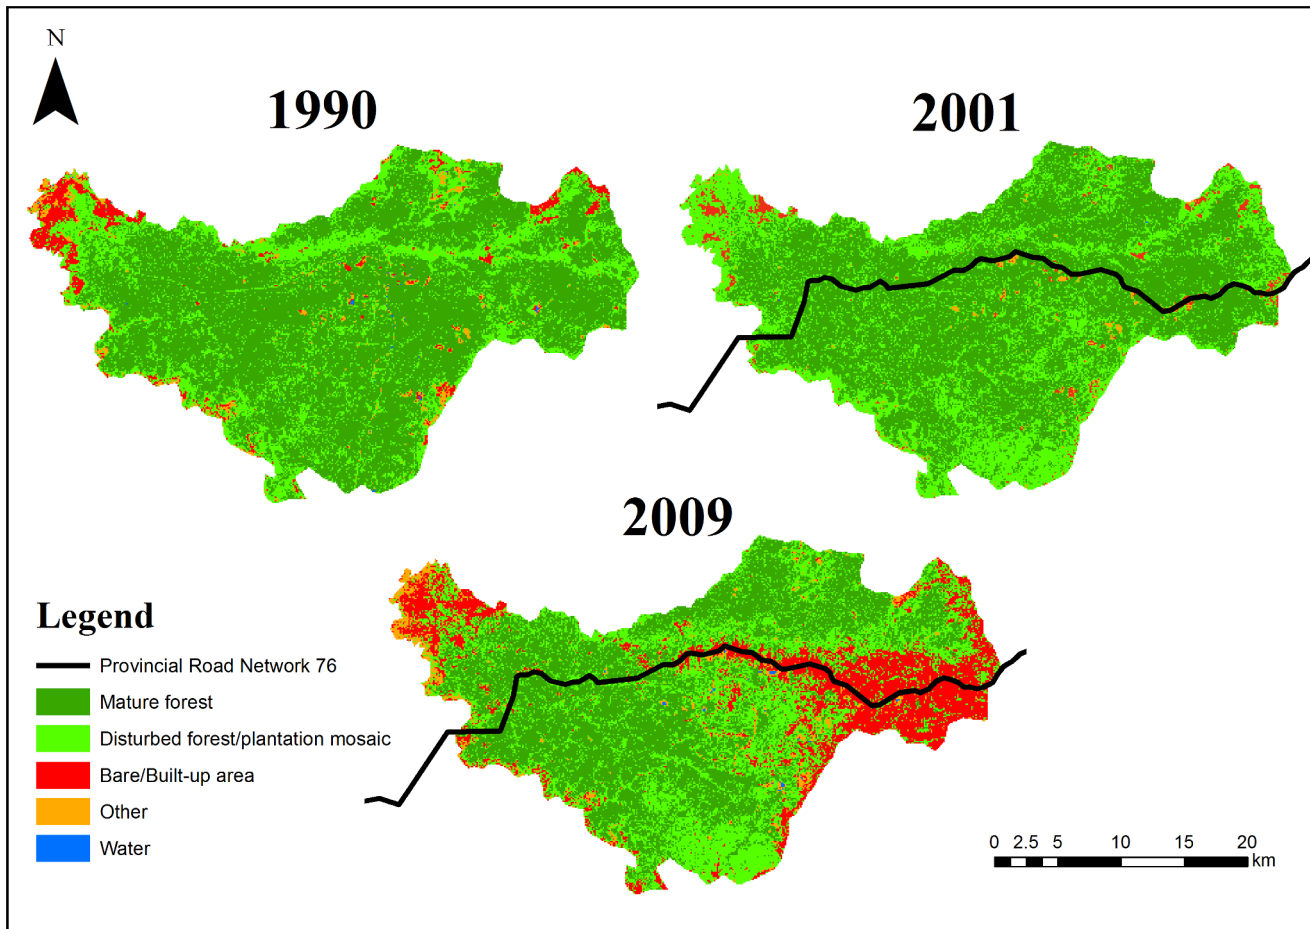 N
1990
2001
2009
Legend
Provincial Road Network 76
Mature forest
Disturbed forest/plantation mosaic
Bare/Built-up area
Other
Water
0 2.5 5 10 15 20
km